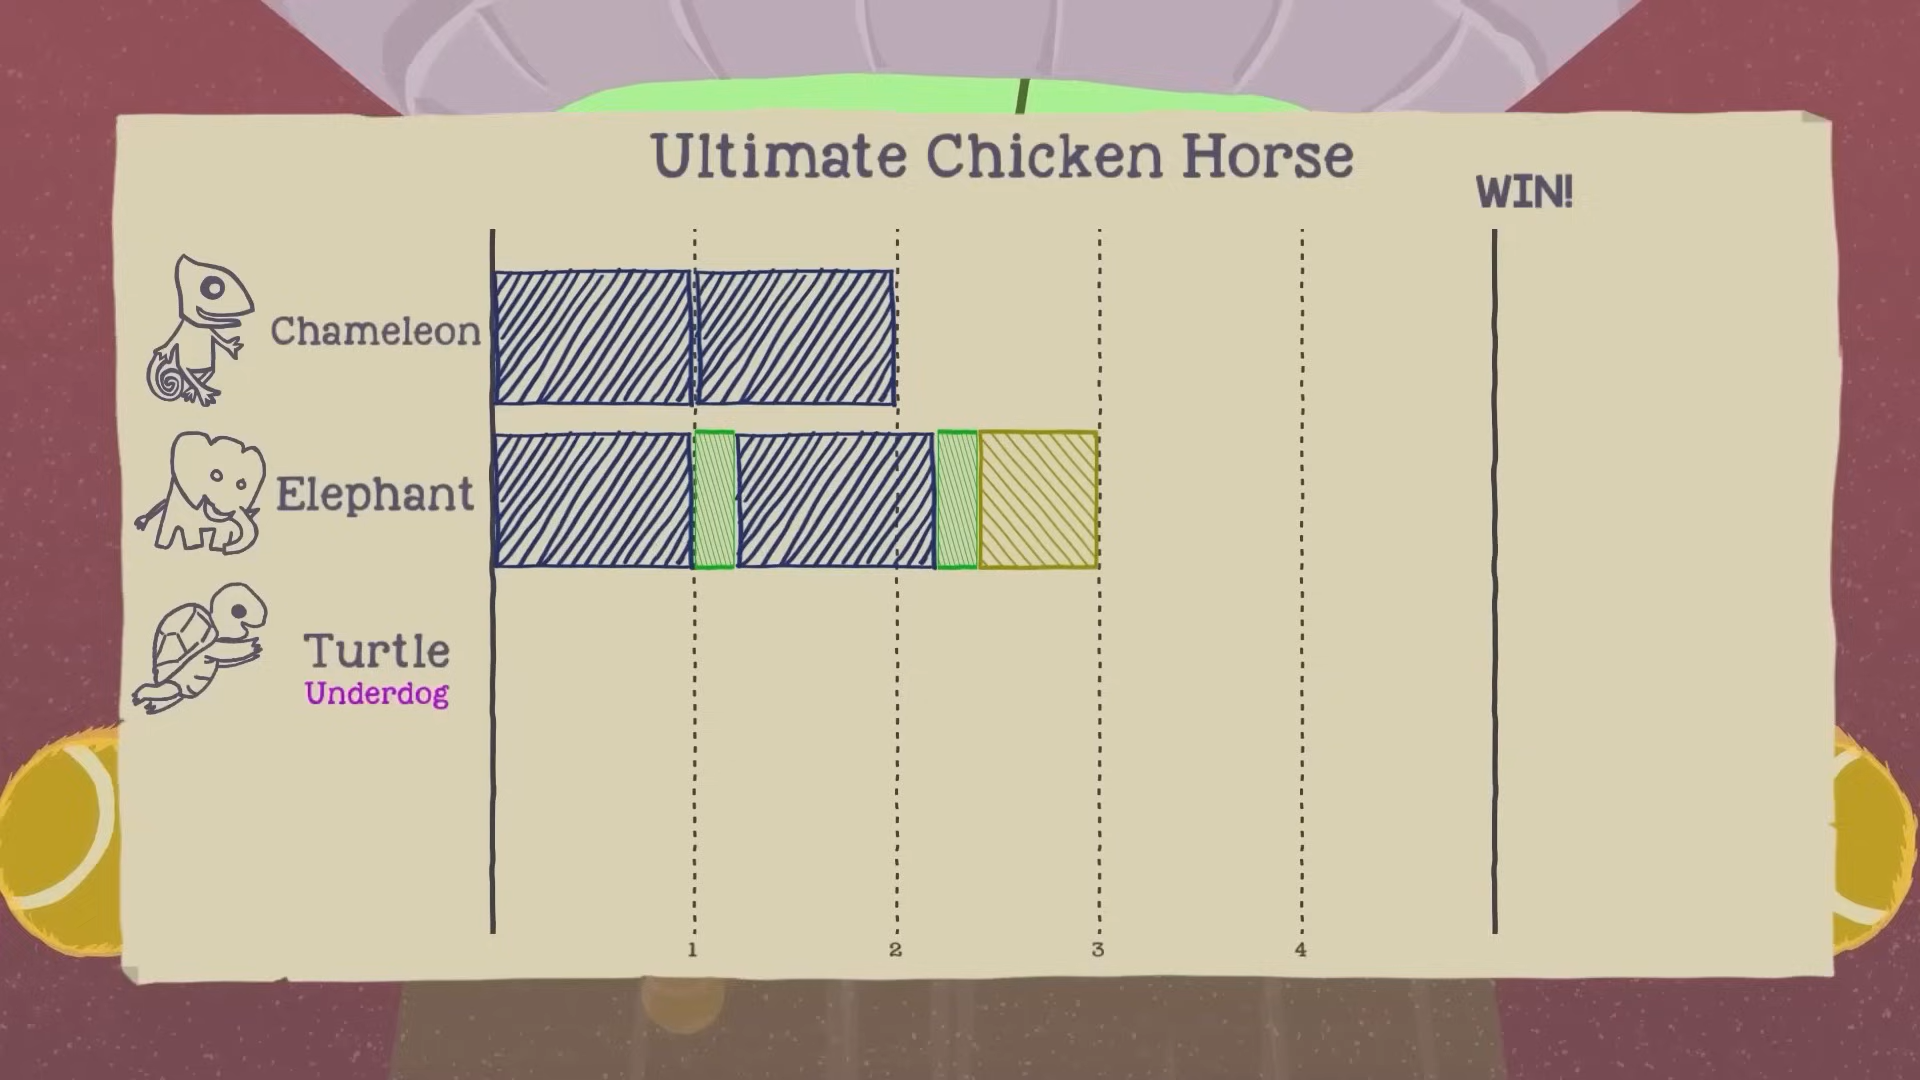 Ultimate Chicken Horse
WIN!
Chameleon
Elephant
Turtle
Underdog
1 2 3 4